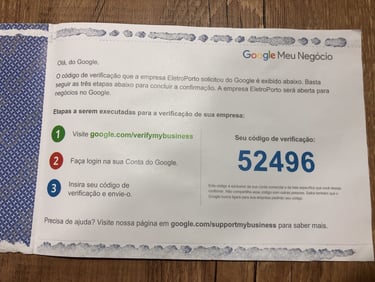 Google Meu Negócio
Olá, do Google,
O código de verificação que a empresa EletroPorto solicitou do Google é exibido abaixo. Basta
seguir as três etapas abaixo para concluir a confirmação. A empresa EletroPorto será aberta para
negócios no Google.
Etapas a serem executadas para a verificação de sua empresa:
1 Visite google.com/verifymybusiness
2 Faça login na sua Conta do Google.
3 Insira seu código de
verificação e envie-o.
Seu código de verificação:
52496
Precisa de ajuda? Visite nossa página em google.com/supportmybusiness para saber mais.